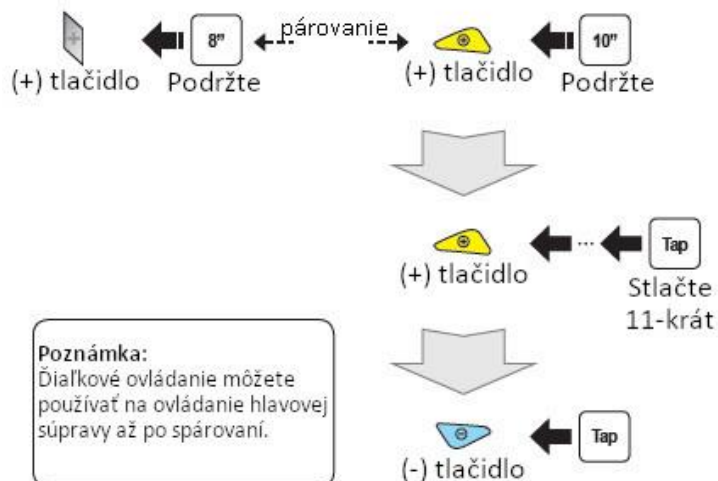 párovanie
8”
10”
(+) tlačidlo
Podržte
(+) tlačidlo
Podržte
Tap
(+) tlačidlo
Stlačte
11-krát
Poznámka:
Ďiaľkové ovládanie môžete
používať na ovládanie hlavovej
súpravy až po spárovaní.
Tap
(-) tlačidlo